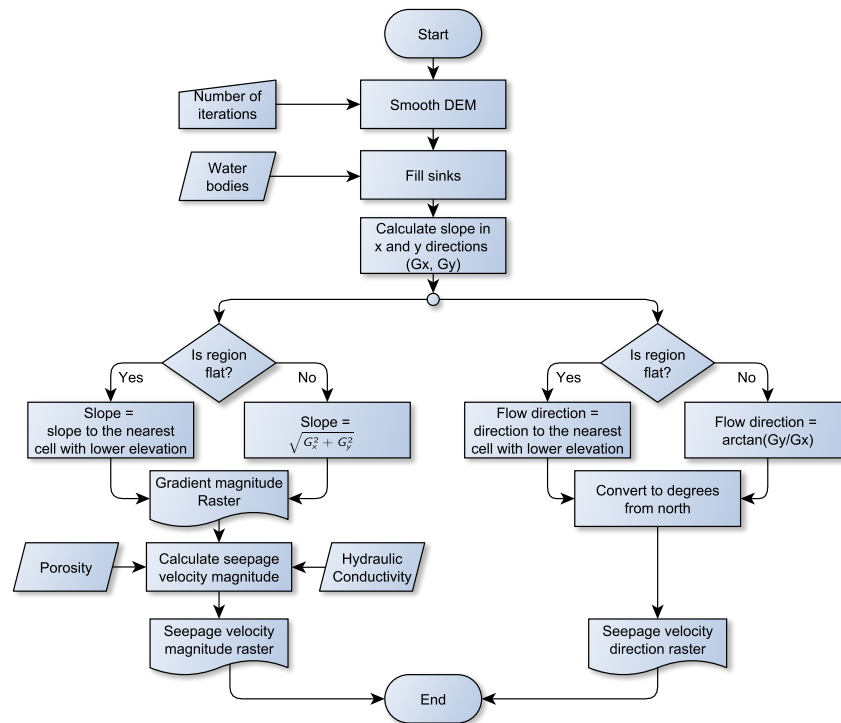 Start
Number of
iterations
Smooth DEM
Water
bodies
Fill sinks
Calculate slope in
x and y directions
(Gx, Gy)
Is region
flat?
Yes
No
Slope =
slope to the nearest
cell with lower elevation
Slope =
√(G_x^2 + G_y^2)
Gradient magnitude
Raster
Porosity
Calculate seepage
velocity magnitude
Hydraulic
Conductivity
Seepage velocity
magnitude raster
Is region
flat?
Yes
No
Flow direction =
direction to the nearest
cell with lower elevation
Flow direction =
arctan(Gy/Gx)
Convert to degrees
from north
Seepage velocity
direction raster
End